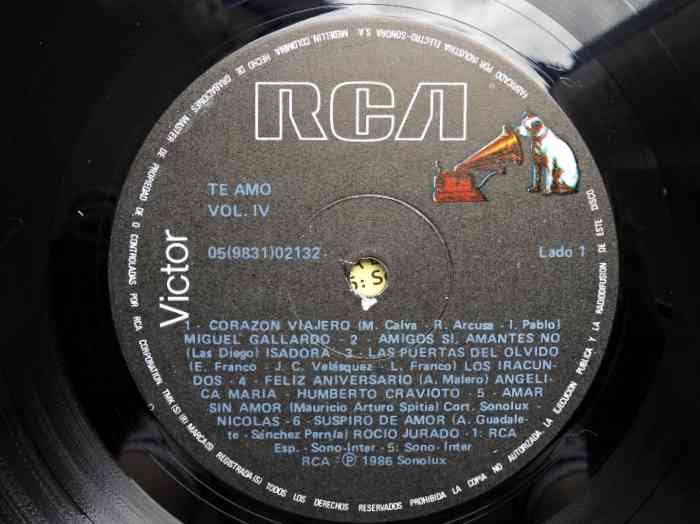 FABRICADO POR INDUSTRIA ELECTRO-SONORA S.A. MEDELLIN, COLOMBIA HECHO DE GRABACIONES MASTER DE PROPIEDAD DE O CONTROLADAS POR RCA CORPORATION TMK(S) ® MARCA(S) REGISTRADA(S) TODOS LOS DERECHOS RESERVADOS PROHIBIDA LA COPIA NO AUTORIZADA, LA EJECUCION PUBLICA Y LA RADIODIFUSION DE ESTE DISCO.
RCA
Victor
TE AMO
VOL. IV
05(9831)02132
Lado 1
1 - CORAZON VIAJERO (M. Calva - R. Arcusa - I. Pablo)
MIGUEL GALLARDO - 2 - AMIGOS SI, AMANTES NO
(Las Diego) ISADORA - 3 - LAS PUERTAS DEL OLVIDO
(E. Franco - J. C. Velásquez - L. Franco) LOS IRACUN-
DOS - 4 - FELIZ ANIVERSARIO (A. Malero) ANGELI-
CA MARIA - HUMBERTO CRAVIOTO - 5 - AMAR
SIN AMOR (Mauricio Arturo Spitia) Cort. Sonolux -
NICOLAS - 6 - SUSPIRO DE AMOR (A. Guadale-
te - Sánchez Pernía) ROCIO JURADO - 1: RCA
Esp. - Sono-Inter - 5: Sono-Inter
RCA - Ⓟ 1986 Sonolux